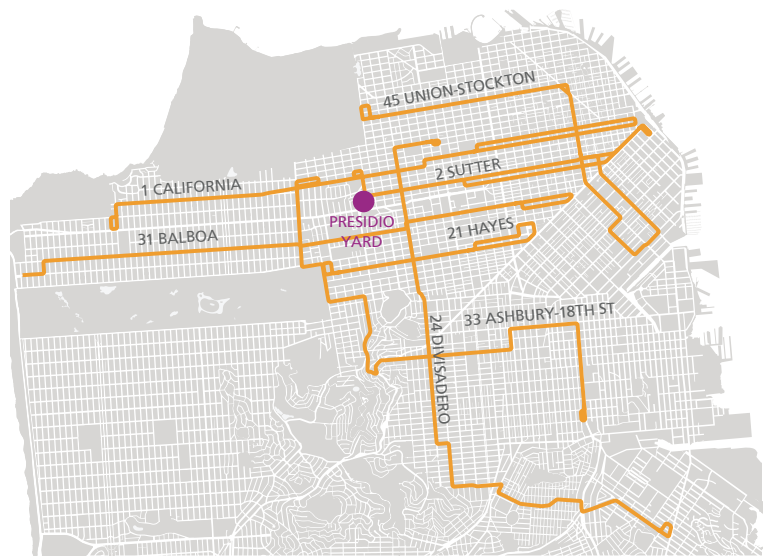 45 UNION-STOCKTON
2 SUTTER
1 CALIFORNIA
PRESIDIO
YARD
21 HAYES
31 BALBOA
33 ASHBURY-18TH ST
24 DIVISADERO